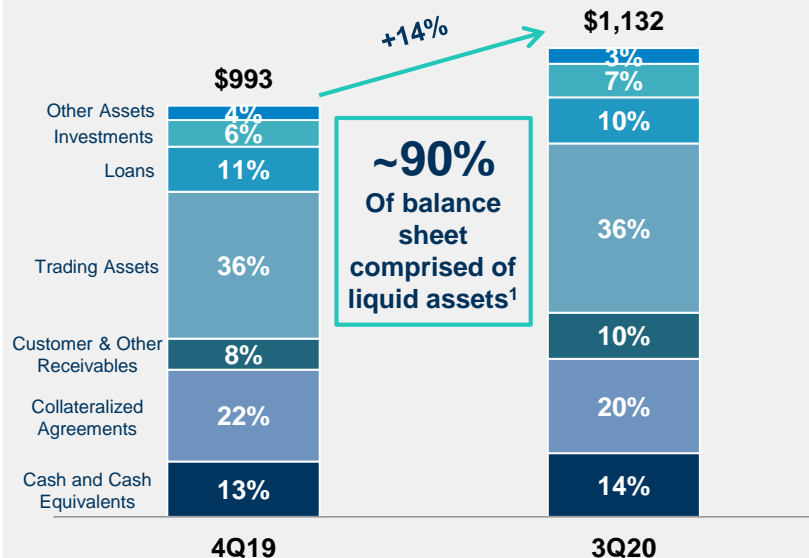 +14%
$1,132
$993
Other Assets
4%
3%
Investments
6%
7%
Loans
11%
10%
~90%
Of balance
sheet
comprised of
liquid assets¹
Trading Assets
36%
36%
Customer & Other
Receivables
8%
10%
Collateralized
Agreements
22%
20%
Cash and Cash
Equivalents
13%
14%
4Q19
3Q20